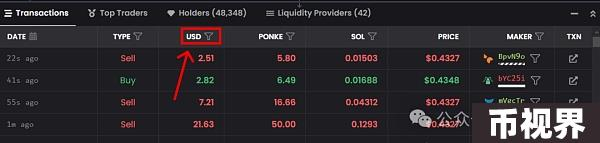 Transactions Top Traders Holders (48,348) Liquidity Providers (42)
DATE TYPE USD PONKE SOL PRICE MAKER TXN
22s ago Sell 2.51 5.80 0.01503 $0.4327 BpvN9o
41s ago Buy 2.82 6.49 0.01688 $0.4348 bYC25i
55s ago Sell 7.21 16.66 0.04312 $0.4327 mVgcTr
1m ago Sell 21.63 50.00 0.1293 $0.4327
公众
币视界